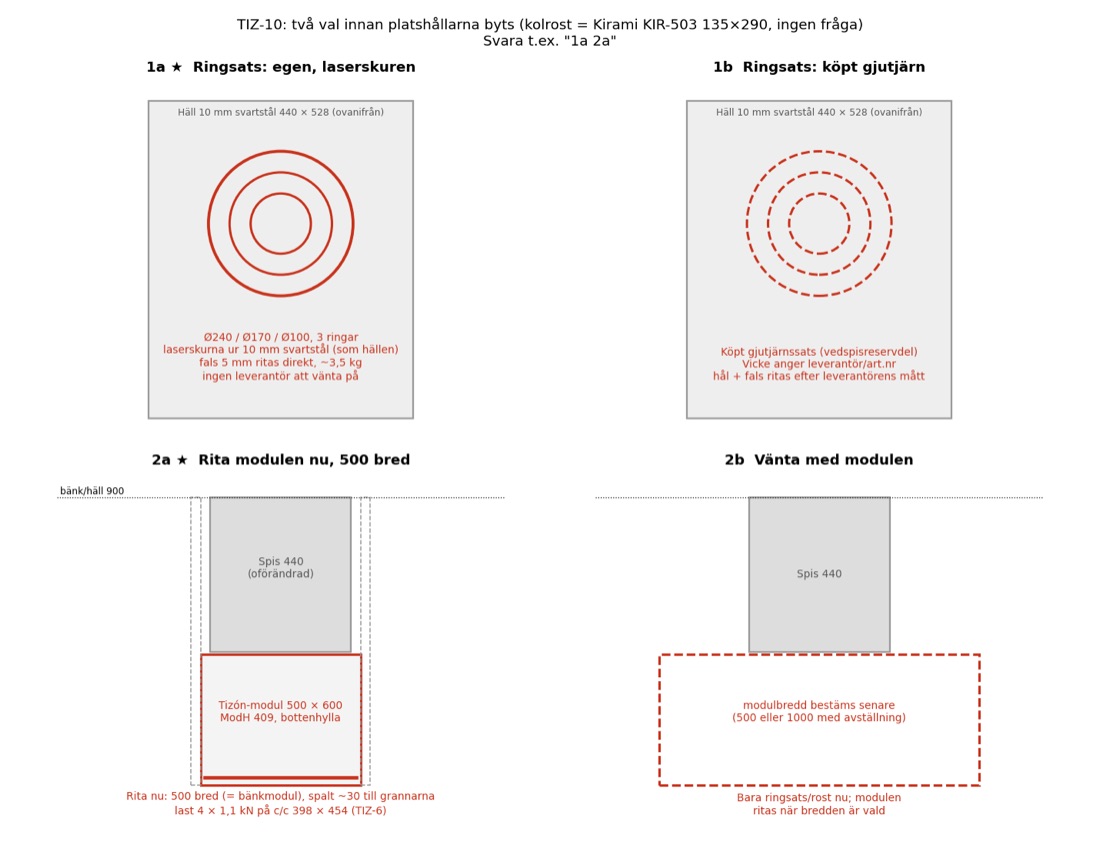 TIZ-10: två val innan platshållarna byts (kolrost = Kirami KIR-503 135×290, ingen fråga)
Svara t.ex. "1a 2a"
1a ★ Ringsats: egen, laserskuren
1b Ringsats: köpt gjutjärn
Häll 10 mm svartstål 440 × 528 (ovanifrån)
Häll 10 mm svartstål 440 × 528 (ovanifrån)
Ø240 / Ø170 / Ø100, 3 ringar
laserskurna ur 10 mm svartstål (som hällen)
fals 5 mm ritas direkt, ~3,5 kg
ingen leverantör att vänta på
Köpt gjutjärnssats (vedspisreservdel)
Vicke anger leverantör/art.nr
hål + fals ritas efter leverantörens mått
2a ★ Rita modulen nu, 500 bred
2b Vänta med modulen
bänk/häll 900
Spis 440
(oförändrad)
Spis 440
Tizón-modul 500 × 600
ModH 409, bottenhylla
modulbredd bestäms senare
(500 eller 1000 med avställning)
Rita nu: 500 bred (= bänkmodul), spalt ~30 till grannarna
last 4 × 1,1 kN på c/c 398 × 454 (TIZ-6)
Bara ringsats/rost nu; modulen
ritas när bredden är vald